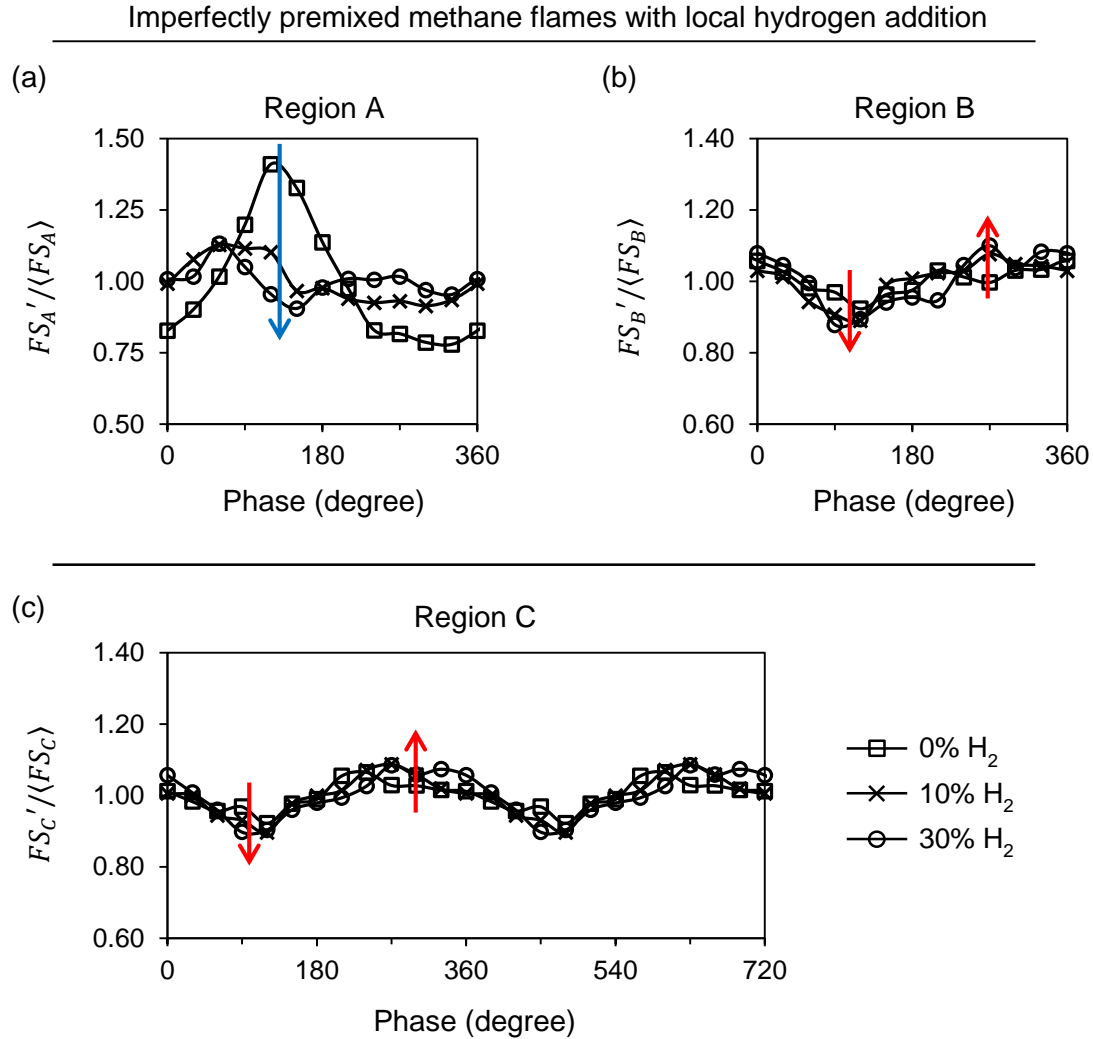 Imperfectly premixed methane flames with local hydrogen addition
(a)
Region A
1.50
1.25
1.00
0.75
0.50
FS_A'/⟨FS_A⟩
0
180
360
Phase (degree)
(b)
Region B
1.40
1.20
1.00
0.80
0.60
FS_B'/⟨FS_B⟩
0
180
360
Phase (degree)
(c)
Region C
1.40
1.20
1.00
0.80
0.60
FS_C'/⟨FS_C⟩
0
180
360
540
720
Phase (degree)
0% H₂
10% H₂
30% H₂